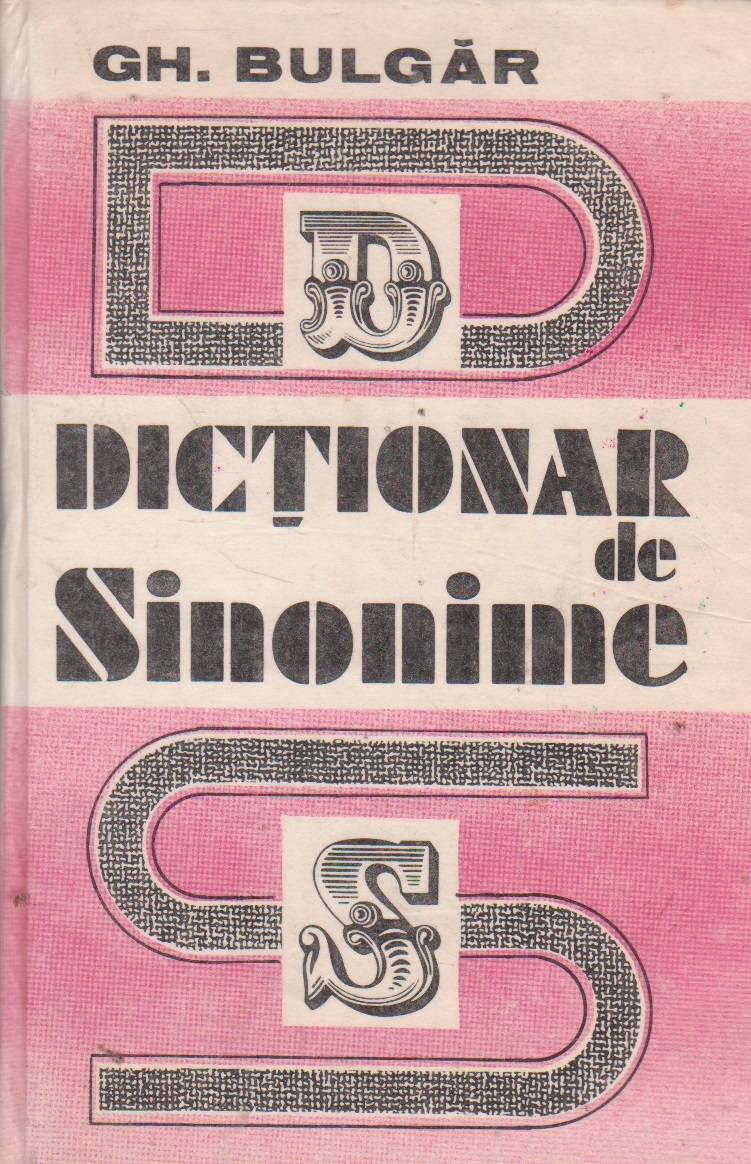 GH. BULGĂR
D
DICȚIONAR
de
Sinonime
S